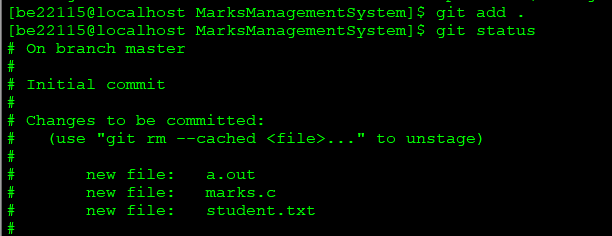 [be22115@localhost MarksManagementSystem]$ git add .
[be22115@localhost MarksManagementSystem]$ git status
# On branch master
#
# Initial commit
#
# Changes to be committed:
#   (use "git rm --cached <file>..." to unstage)
#
#       new file:   a.out
#       new file:   marks.c
#       new file:   student.txt
#